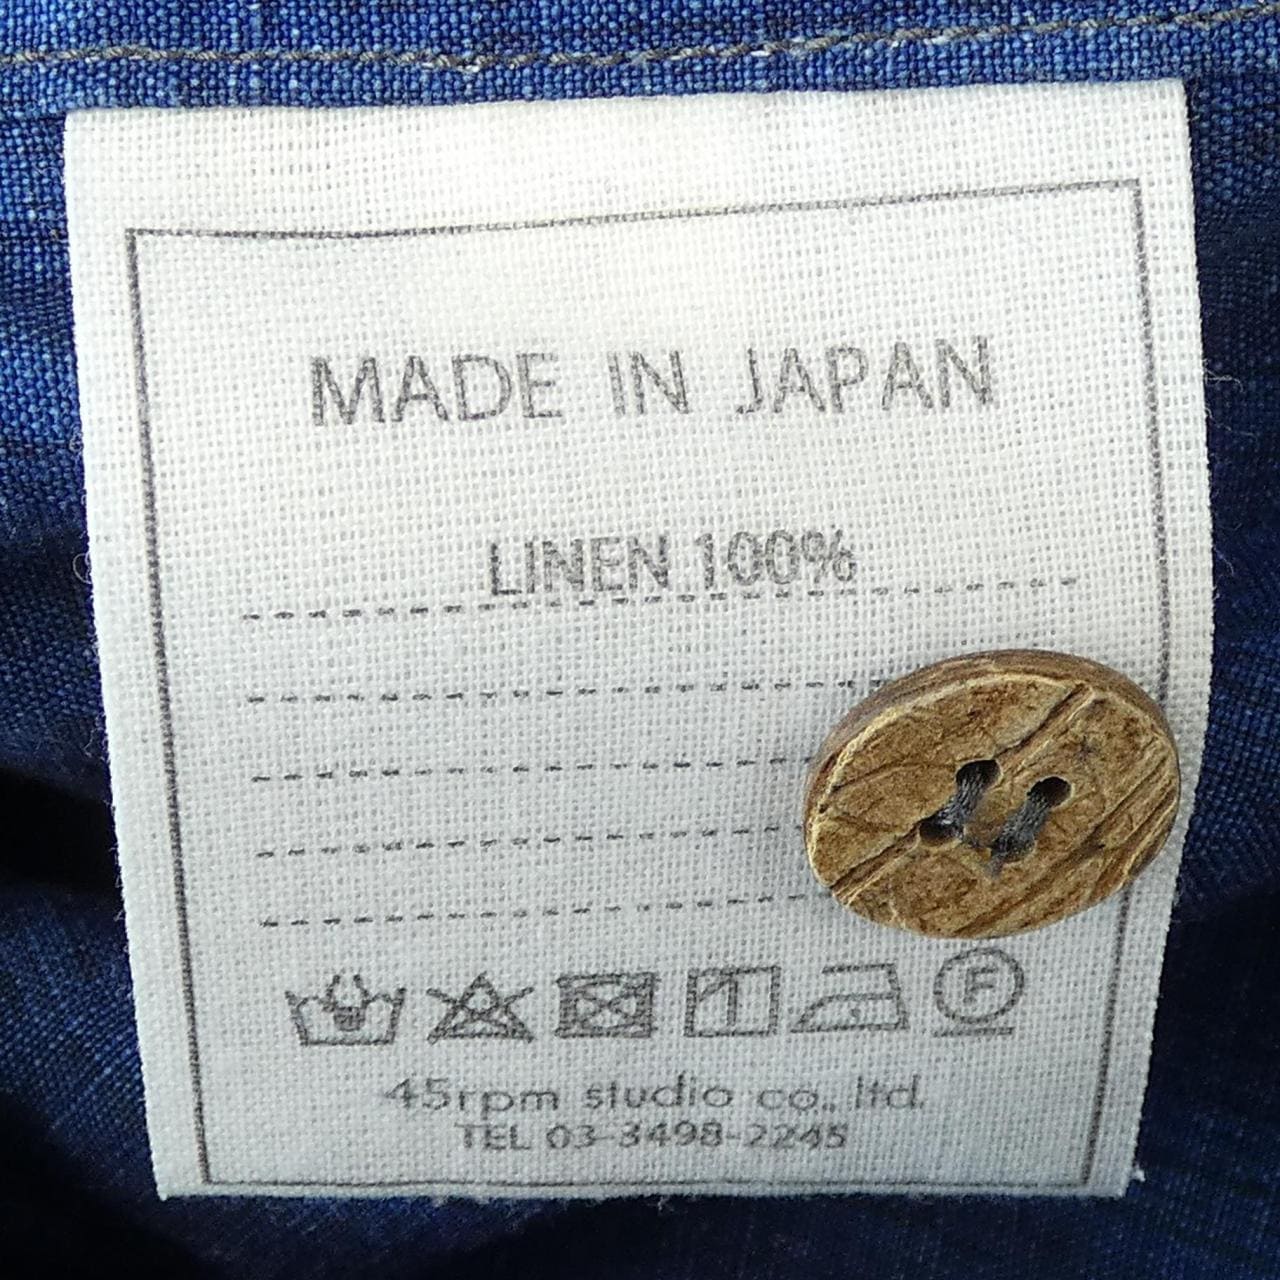 MADE IN JAPAN
LINEN 100%
F
45rpm studio co., ltd.
TEL 03-3498-2245